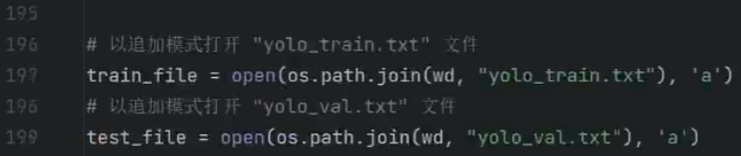 195
196 # 以追加模式打开 "yolo_train.txt" 文件
197 train_file = open(os.path.join(wd, "yolo_train.txt"), 'a')
196 # 以追加模式打开 "yolo_val.txt" 文件
199 test_file = open(os.path.join(wd, "yolo_val.txt"), 'a')